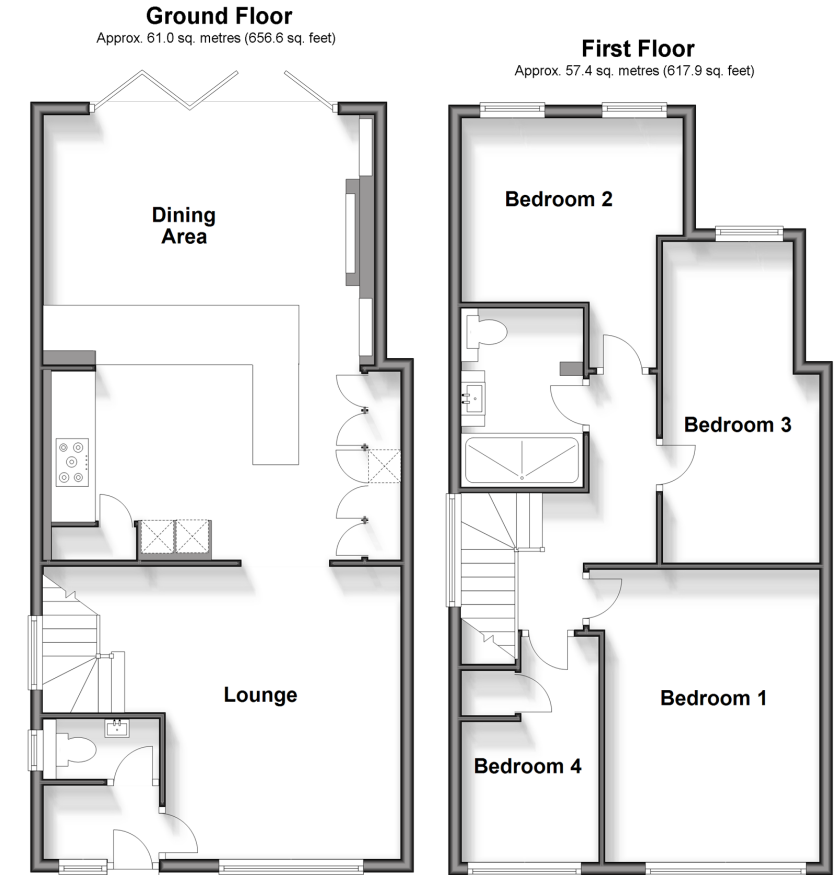 Ground Floor
Approx. 61.0 sq. metres (656.6 sq. feet)
Dining
Area
Lounge
First Floor
Approx. 57.4 sq. metres (617.9 sq. feet)
Bedroom 2
Bedroom 3
Bedroom 1
Bedroom 4